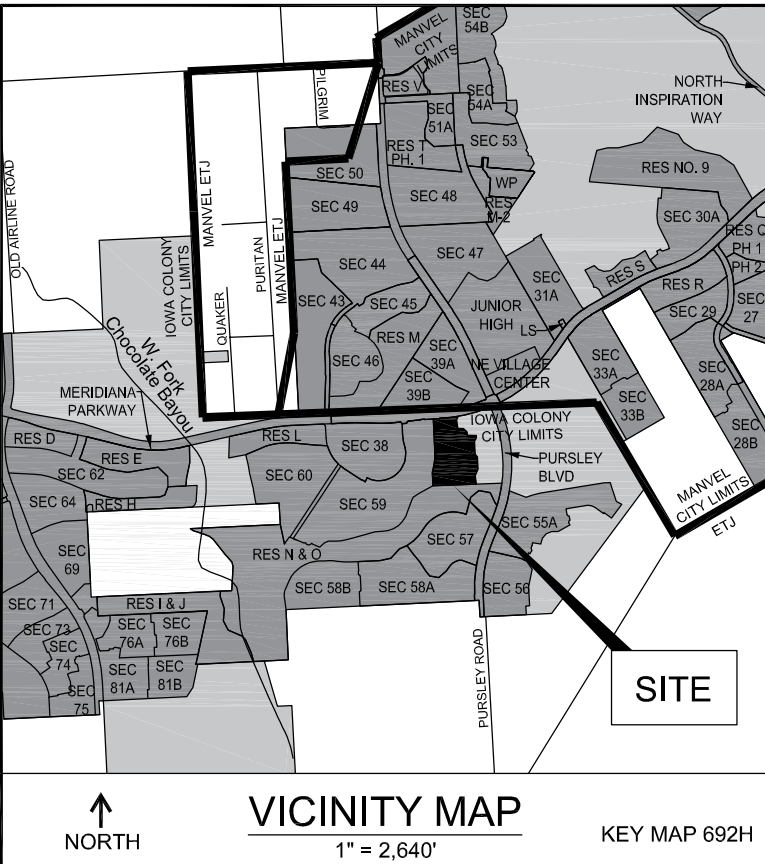 SEC
54B
MANVEL
CITY
LIMITS
RES V
SEC
54A
NORTH
INSPIRATION
WAY
PILGRIM
SEC
51A
SEC 53
RES T
PH. 1
OLD AIRLINE ROAD
MANVEL ETJ
PURITAN
SEC 50
WP
RES NO. 9
SEC 49
SEC 48
RES
M-2
SEC 30A
RES Q
PH 1
PH 2
IOWA COLONY
CITY LIMITS
MANVEL ETJ
SEC 44
SEC 47
SEC
31A
RES S
RES R
QUAKER
SEC 43
SEC 45
JUNIOR
HIGH
LS
SEC 29
SEC
27
W. Fork
Chocolate Bayou
SEC 46
RES M
SEC
39A
NE VILLAGE
CENTER
SEC
33A
SEC
28A
MERIDIANA
PARKWAY
SEC
39B
SEC
33B
IOWA COLONY
CITY LIMITS
RES D
RES E
RES L
SEC 38
PURSLEY
BLVD
SEC
28B
SEC 62
SEC 60
MANVEL
CITY LIMITS
ETJ
SEC 64
RES H
SEC 59
SEC 55A
SEC
69
RES N & O
SEC 57
SEC 58B
SEC 58A
SEC 56
SEC 71
RES I & J
SEC 73
SEC
76A
SEC
76B
SEC
74
SEC
75
SEC
81A
SEC
81B
PURSLEY ROAD
SITE
NORTH
VICINITY MAP
1" = 2,640'
KEY MAP 692H